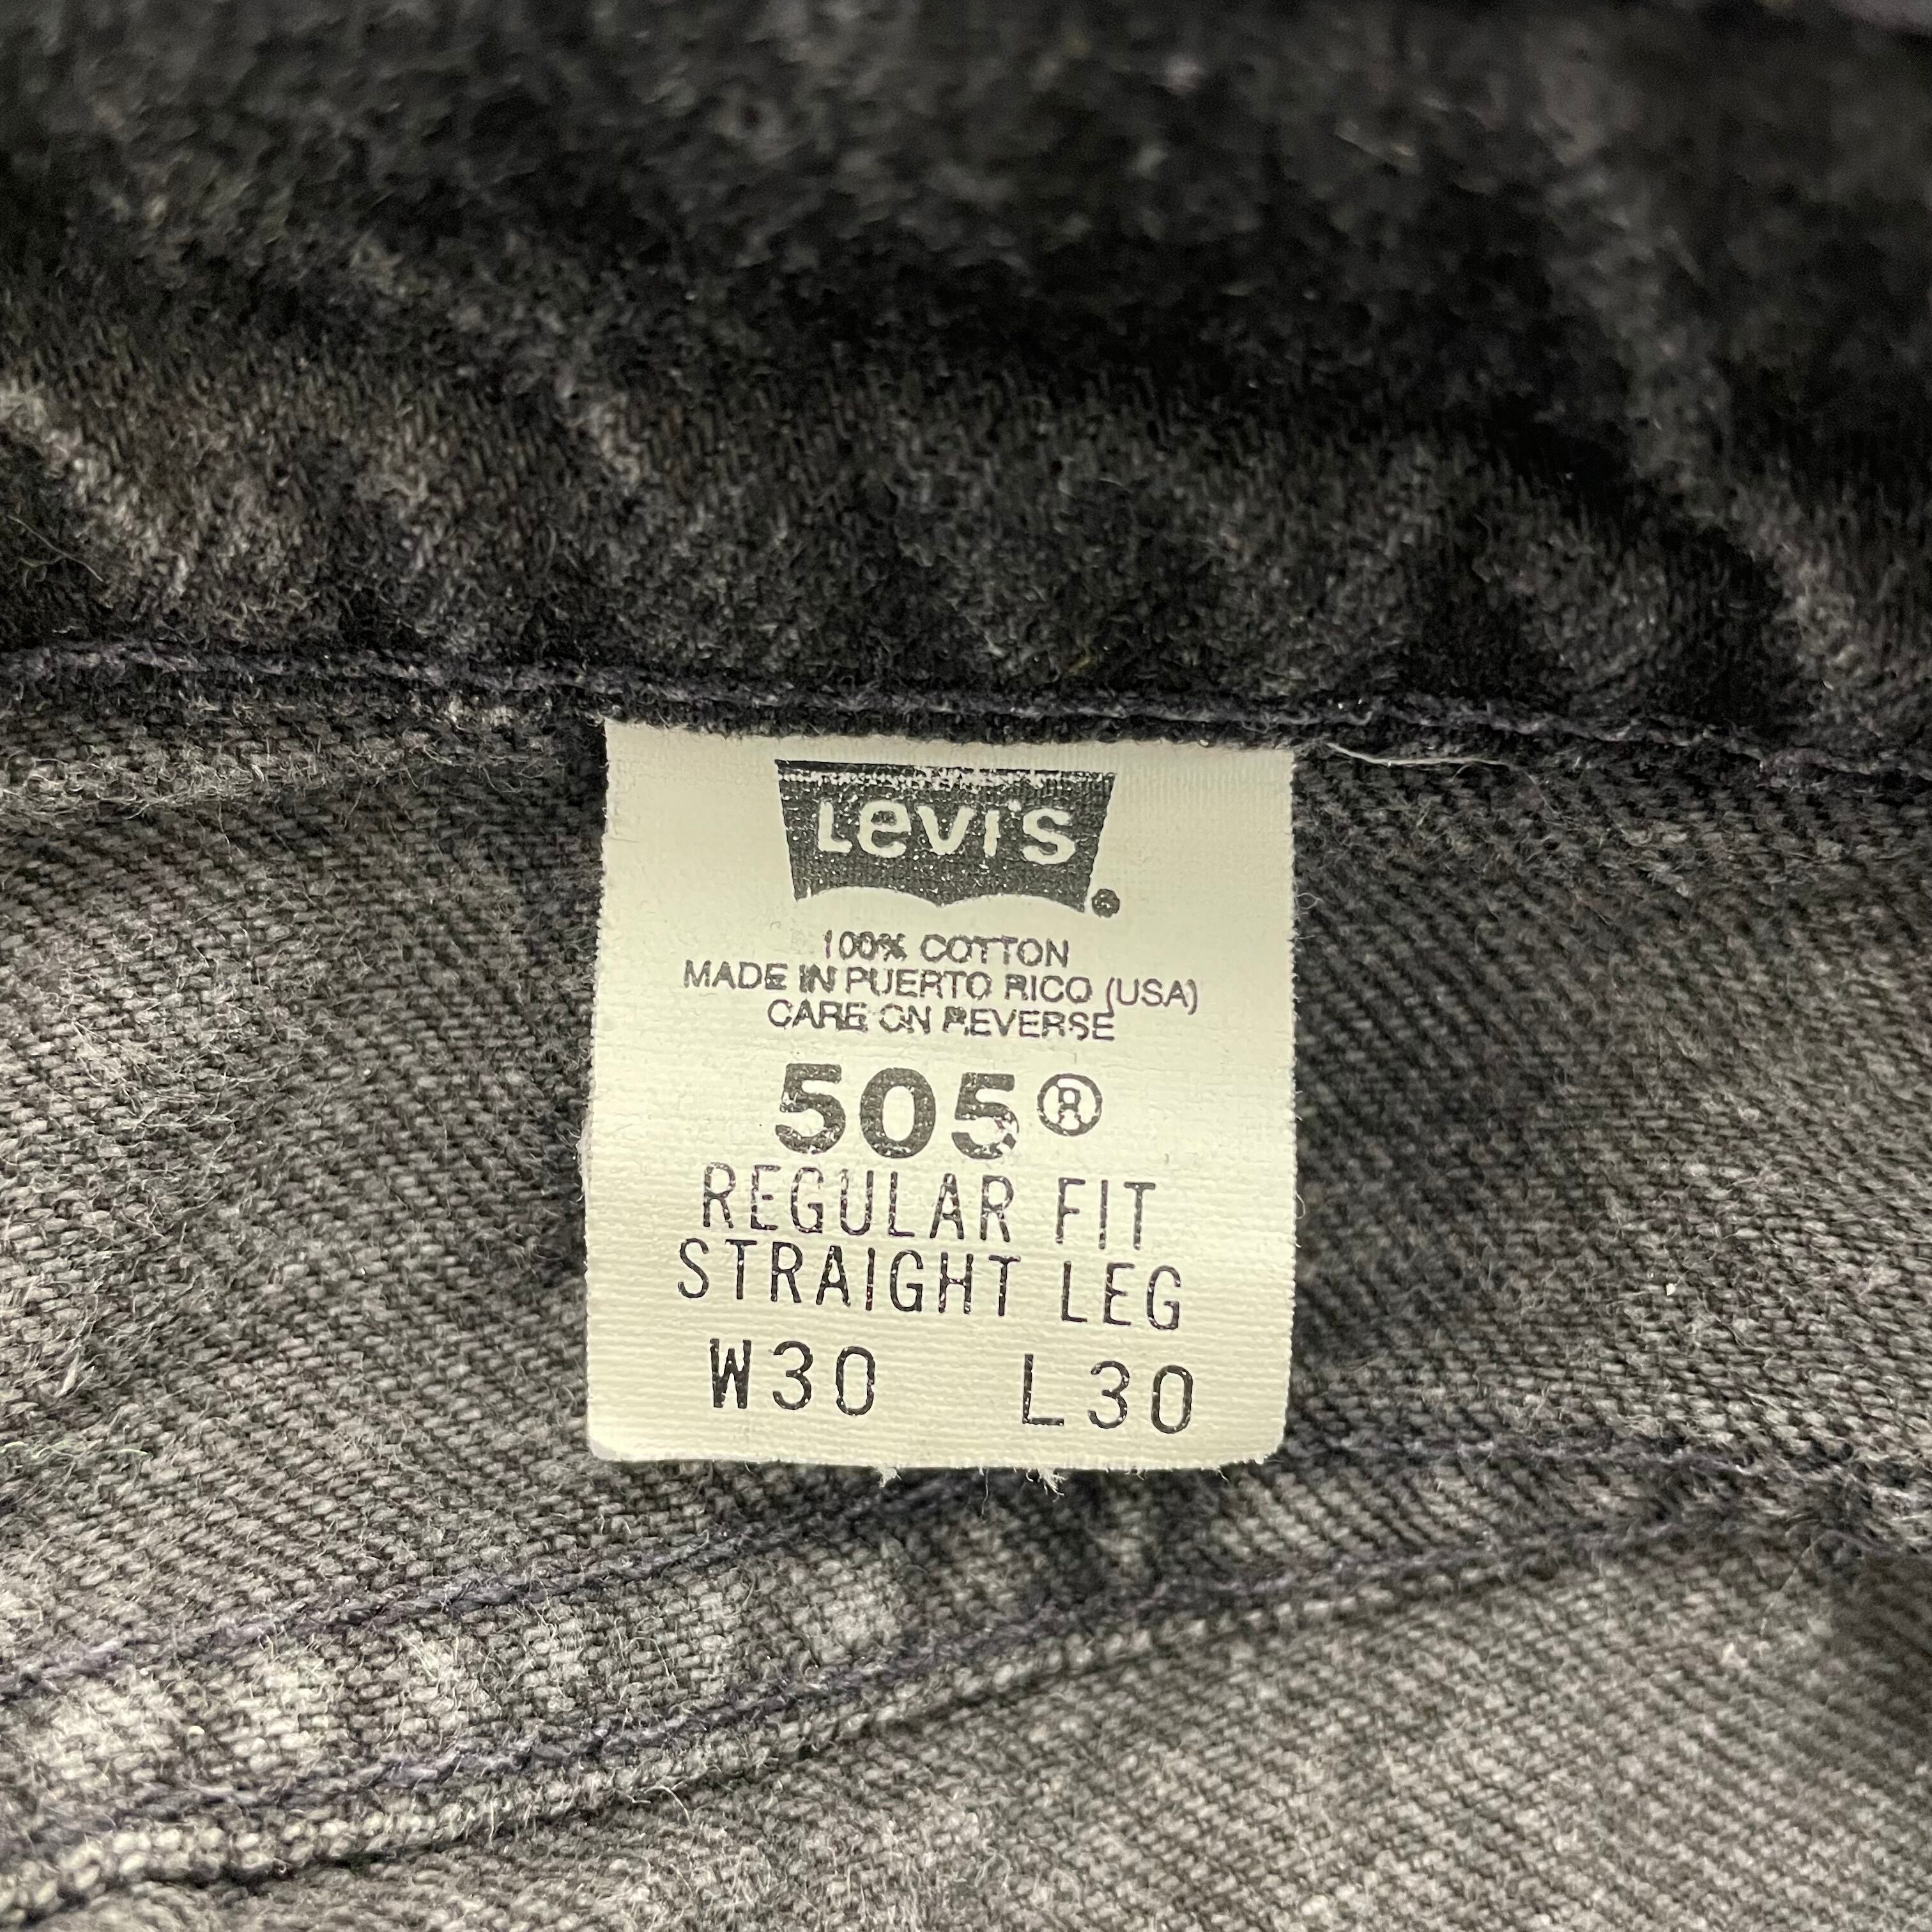 Levi's
100% COTTON
MADE IN PUERTO RICO (USA)
CARE ON REVERSE
505®
REGULAR FIT
STRAIGHT LEG
W30 L30